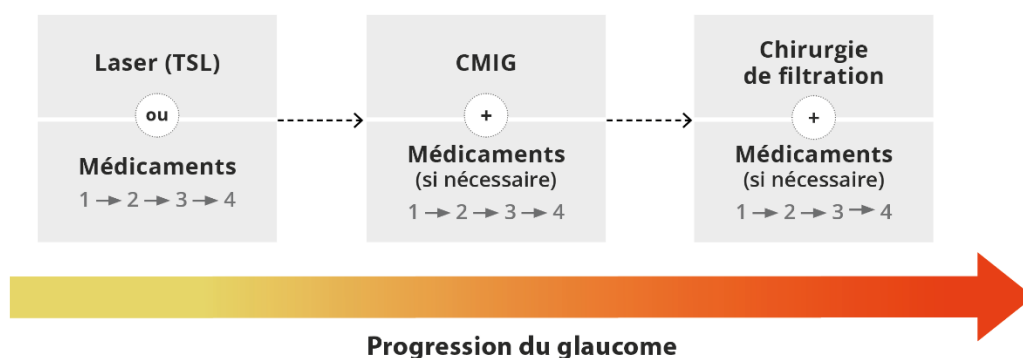 Laser (TSL)
ou
Médicaments
1 → 2 → 3 → 4
CMIG
+
Médicaments
(si nécessaire)
1 → 2 → 3 → 4
Chirurgie
de filtration
+
Médicaments
(si nécessaire)
1 → 2 → 3 → 4
Progression du glaucome